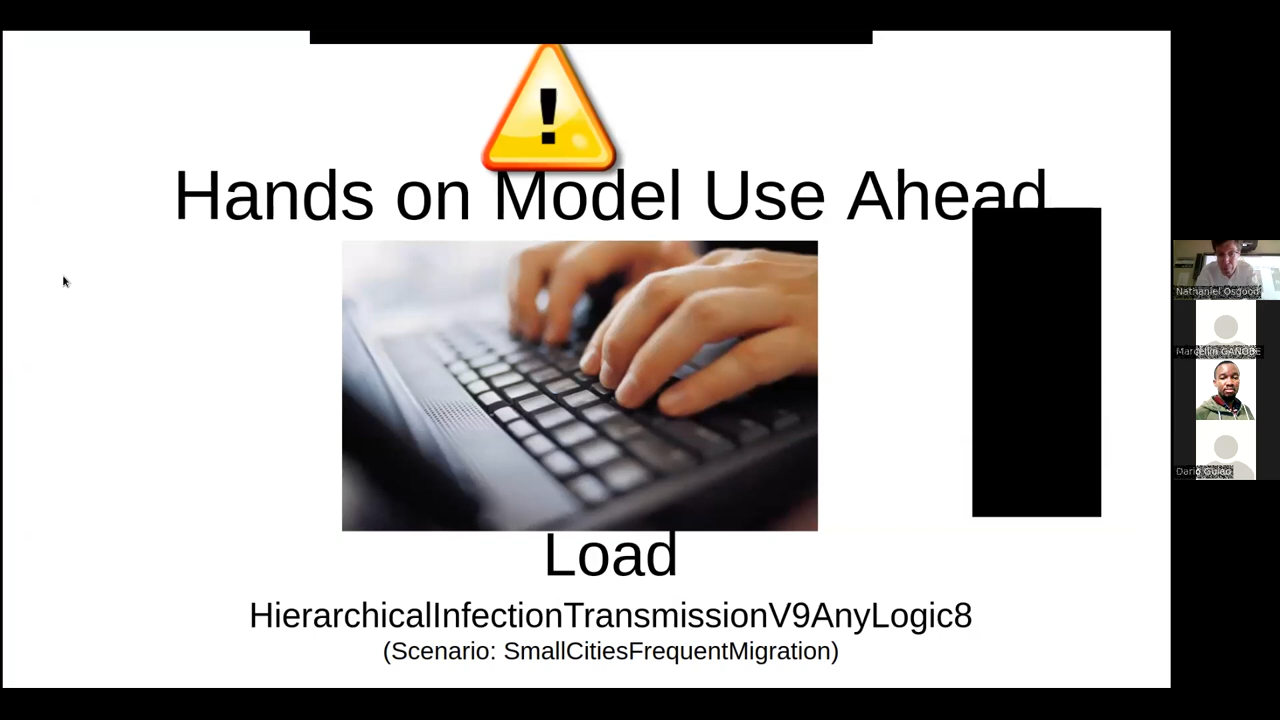 !
Hands on Model Use Ahead
Load
HierarchicalInfectionTransmissionV9AnyLogic8
(Scenario: SmallCitiesFrequentMigration)
Nathaniel Osgood